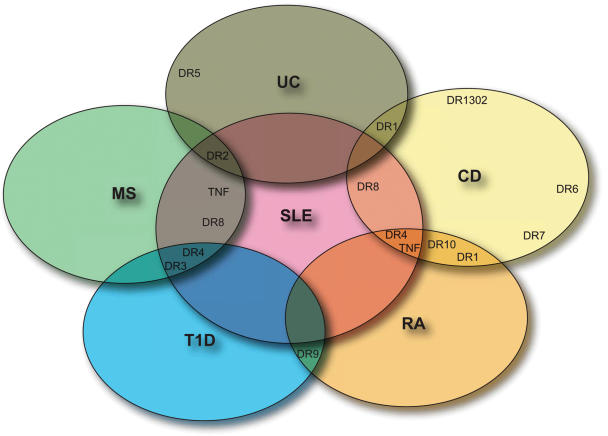 DR5
UC
DR1302
DR1
DR2
CD
DR8
DR6
MS
TNF
SLE
DR8
DR4
DR7
TNF
DR10
DR4
DR1
DR3
RA
T1D
DR9